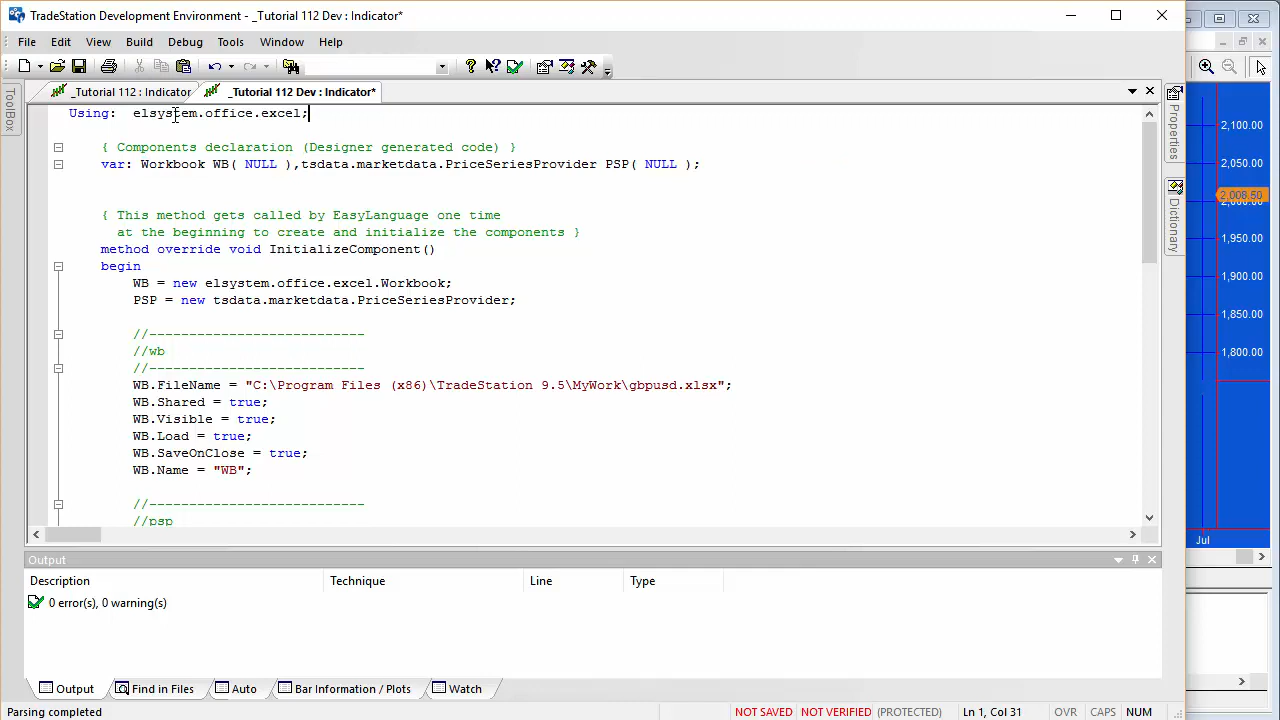 TradeStation Development Environment - _Tutorial 112 Dev : Indicator*
File Edit View Build Debug Tools Window Help
_Tutorial 112 : Indicator _Tutorial 112 Dev : Indicator*
ToolBox
Properties
Dictionary
Using: elsystem.office.excel;
{ Components declaration (Designer generated code) }
var: Workbook WB( NULL ),tsdata.marketdata.PriceSeriesProvider PSP( NULL );
{ This method gets called by EasyLanguage one time
at the beginning to create and initialize the components }
method override void InitializeComponent()
begin
WB = new elsystem.office.excel.Workbook;
PSP = new tsdata.marketdata.PriceSeriesProvider;
//---------------------------
//wb
//---------------------------
WB.FileName = "C:\Program Files (x86)\TradeStation 9.5\MyWork\gbpusd.xlsx";
WB.Shared = true;
WB.Visible = true;
WB.Load = true;
WB.SaveOnClose = true;
WB.Name = "WB";
//---------------------------
//psp
2,100.00
2,050.00
2,008.50
2,000.00
1,950.00
1,900.00
1,850.00
1,800.00
Jul
Output
Description Technique Line Type
0 error(s), 0 warning(s)
Output Find in Files Auto Bar Information / Plots Watch
Parsing completed NOT SAVED NOT VERIFIED (PROTECTED) Ln 1, Col 31 OVR CAPS NUM